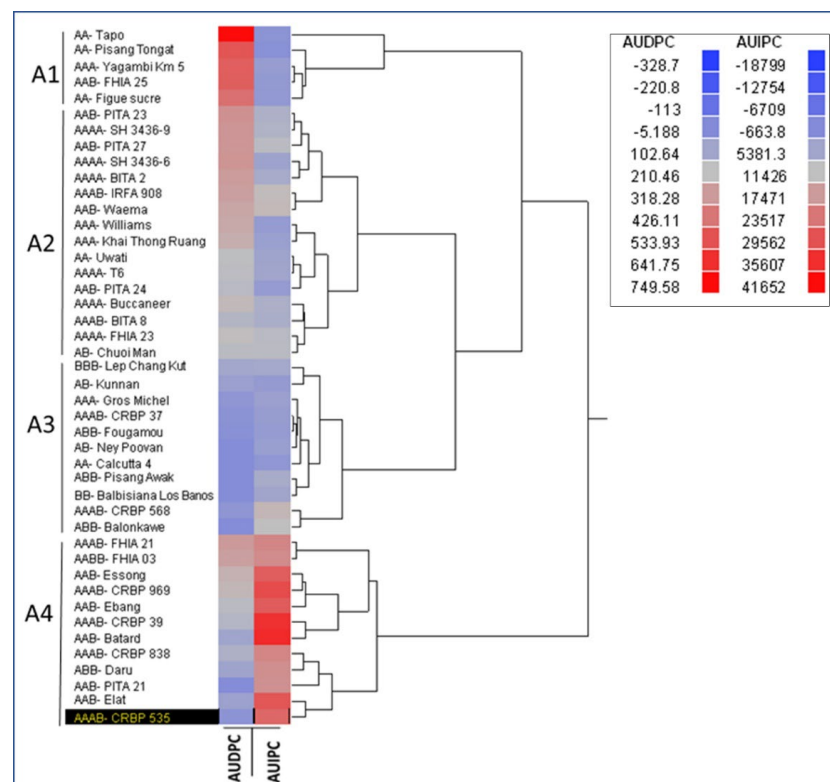 A1
A2
A3
A4
AA- Tapo
AA- Pisang Tongat
AAA- Yagambi Km 5
AAB- FHIA 25
AA- Figue sucre
AAB- PITA 23
AAAA- SH 3436-9
AAB- PITA 27
AAAA- SH 3436-6
AAAA- BITA 2
AAAB- IRFA 908
AAB- Waema
AAA- Williams
AAA- Khai Thong Ruang
AA- Uwati
AAAA- T6
AAB- PITA 24
AAAA- Buccaneer
AAAB- BITA 8
AAAA- FHIA 23
AB- Chuoi Man
BBB- Lep Chang Kut
AB- Kunnan
AAA- Gros Michel
AAAB- CRBP 37
ABB- Fougamou
AB- Ney Poovan
AA- Calcutta 4
ABB- Pisang Awak
BB- Balbisiana Los Banos
AAAB- CRBP 568
ABB- Balonkawe
AAAB- FHIA 21
AABB- FHIA 03
AAB- Essong
AAAB- CRBP 969
AAB- Ebang
AAAB- CRBP 39
AAB- Batard
AAAB- CRBP 838
ABB- Daru
AAB- PITA 21
AAB- Elat
AAAB- CRBP 535
AUDPC AUIPC
AUDPC AUIPC
-328.7 -18799
-220.8 -12754
-113 -6709
-5.188 -663.8
102.64 5381.3
210.46 11426
318.28 17471
426.11 23517
533.93 29562
641.75 35607
749.58 41652